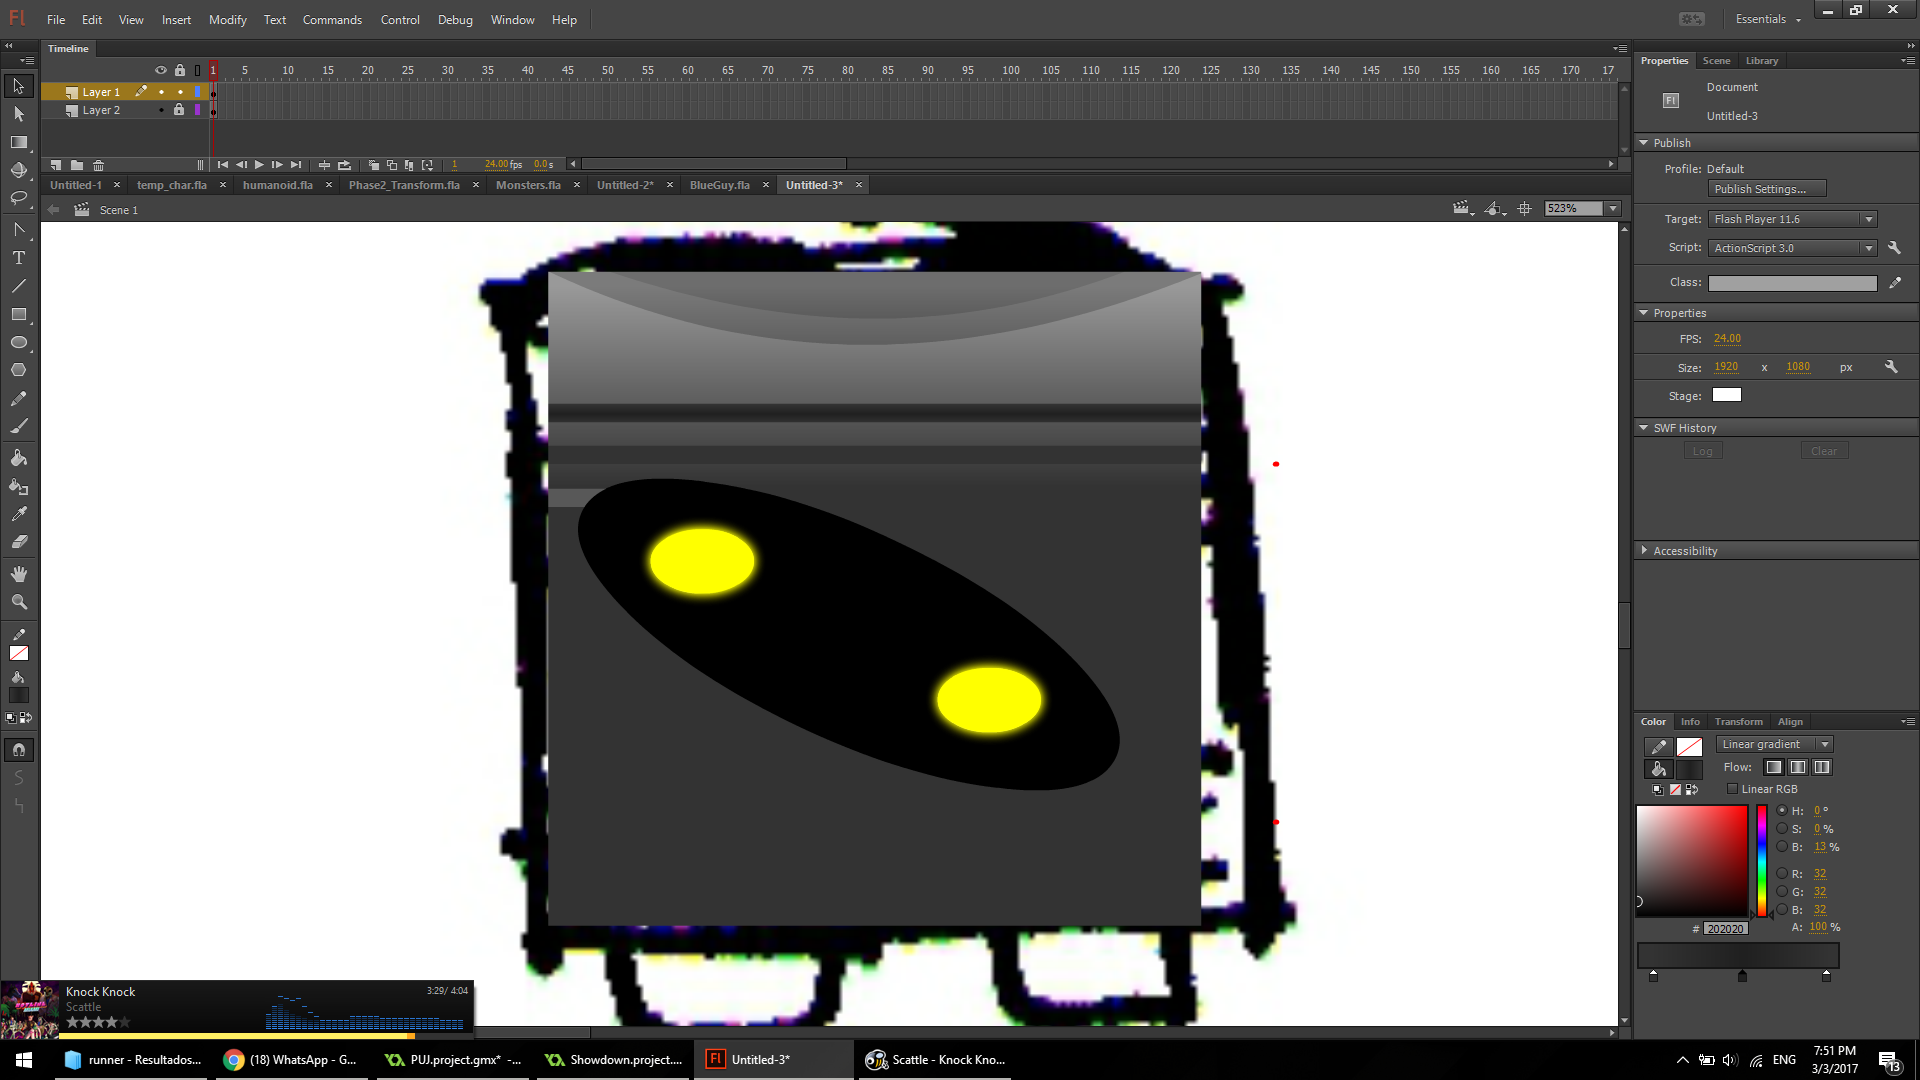 Fl File Edit View Insert Modify Text Commands Control Debug Window Help Essentials
Timeline
1 5 10 15 20 25 30 35 40 45 50 55 60 65 70 75 80 85 90 95 100 105 110 115 120 125 130 135 140 145 150 155 160 165 170 17
Layer 1
Layer 2
1 24.00 fps 0.0 s
Untitled-1 temp_char.fla humanoid.fla Phase2_Transform.fla Monsters.fla Untitled-2* BlueGuy.fla Untitled-3*
Scene 1 523%
Properties Scene Library
Fl
Document
Untitled-3
Publish
Profile: Default
Publish Settings...
Target: Flash Player 11.6
Script: ActionScript 3.0
Class:
Properties
FPS: 24.00
Size: 1920 x 1080 px
Stage:
SWF History
Log Clear
Accessibility
Color Info Transform Align
Linear gradient
Flow:
Linear RGB
H: 0 °
S: 0 %
B: 13 %
R: 32
G: 32
B: 32
# 202020 A: 100 %
Knock Knock 3:29/ 4:04
Scattle
runner - Resultados... (18) WhatsApp - G... PUJ.project.gmx* -... Showdown.project.... Fl Untitled-3* Scattle - Knock Kno... ENG
7:51 PM
3/3/2017
13